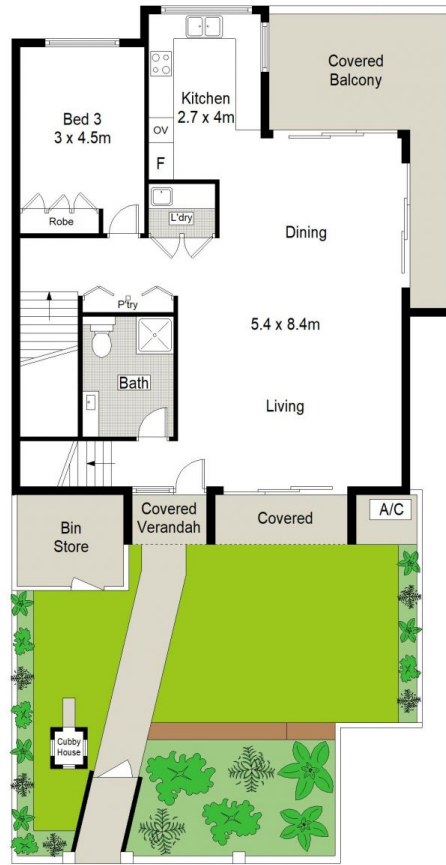 Covered
Balcony
Kitchen
2.7 x 4m
Bed 3
3 x 4.5m
OV
F
Robe
L'dry
Dining
P'try
5.4 x 8.4m
Bath
Living
Bin
Store
Covered
Verandah
Covered
A/C
Cubby
House